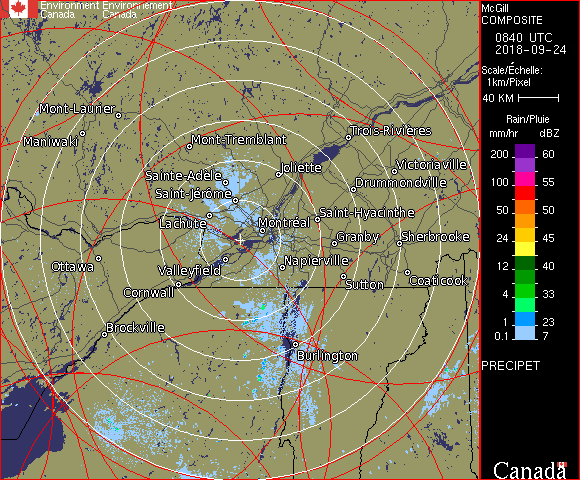 Environment Environnement
Canada Canada
McGill
COMPOSITE
0840 UTC
2018-09-24
Scale/Échelle:
1km/Pixel
40 KM
Rain/Pluie
mm/hr dBZ
200 60
55
100 55
50 50
24 45
12 40
4 33
1 23
0.1 7
PRECIPET
Canada
Mont-Laurier
Maniwaki
Mont-Tremblant
Trois-Rivières
Joliette
Victoriaville
Sainte-Adèle
Drummondville
Saint-Jérôme
Saint-Hyacinthe
Lachute
Montréal
Granby
Sherbrooke
Ottawa
Valleyfield
Napierville
Cornwall
Sutton
Coaticook
Brockville
Burlington